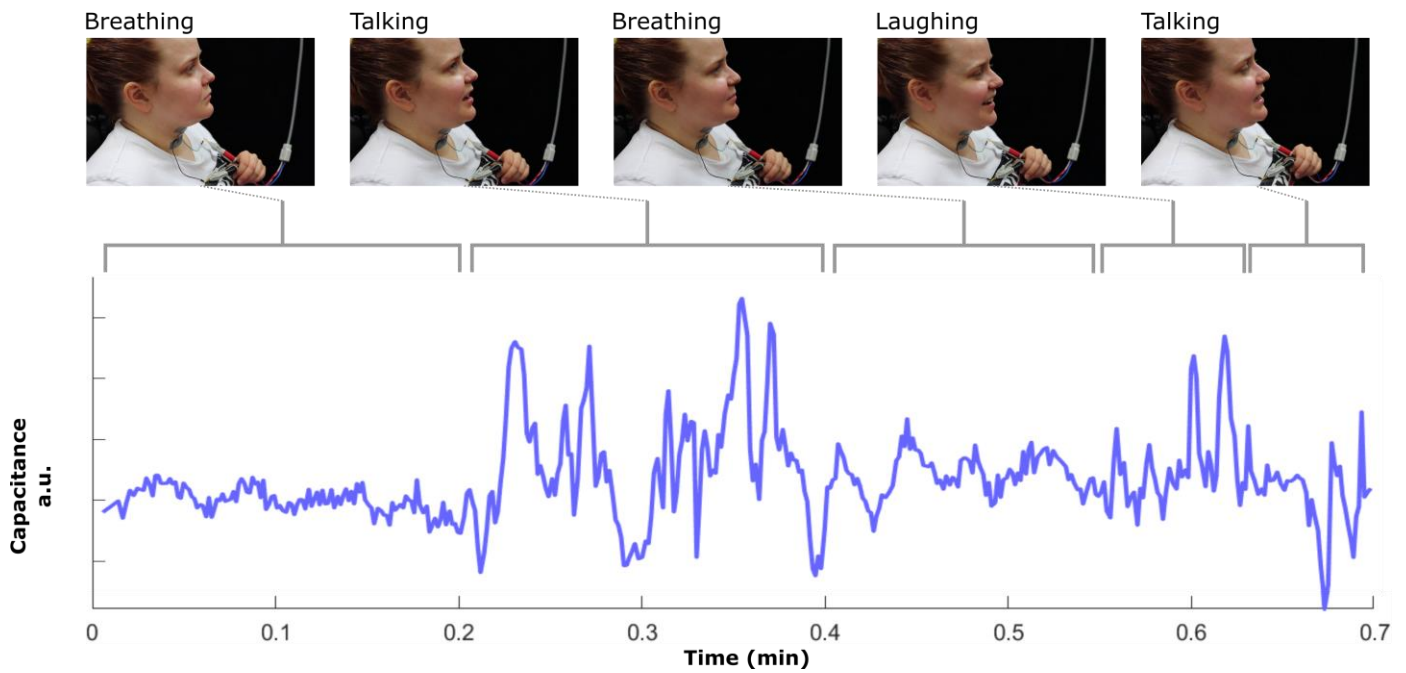 Breathing
Talking
Breathing
Laughing
Talking
Capacitance
a.u.
0
0.1
0.2
0.3
0.4
0.5
0.6
0.7
Time (min)